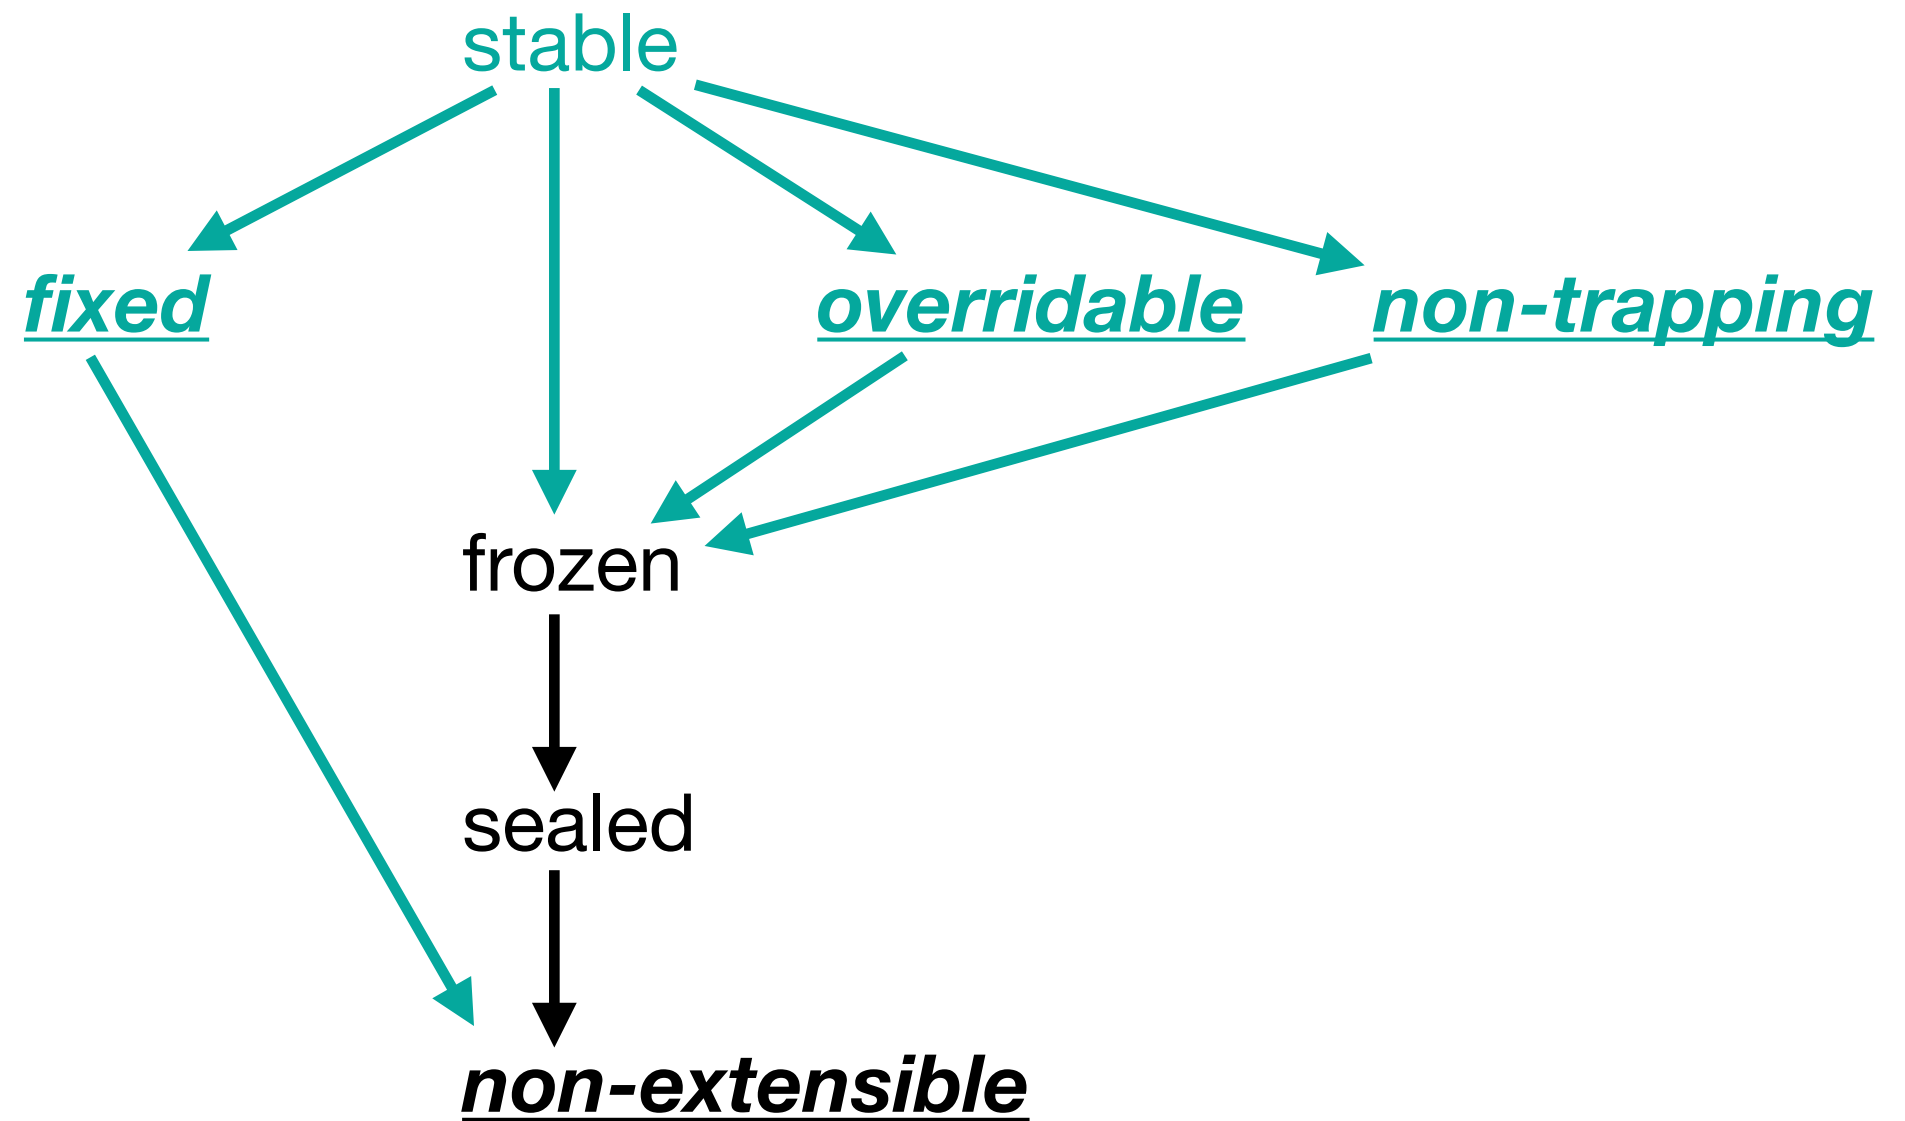 stable
fixed
overridable
non-trapping
frozen
sealed
non-extensible